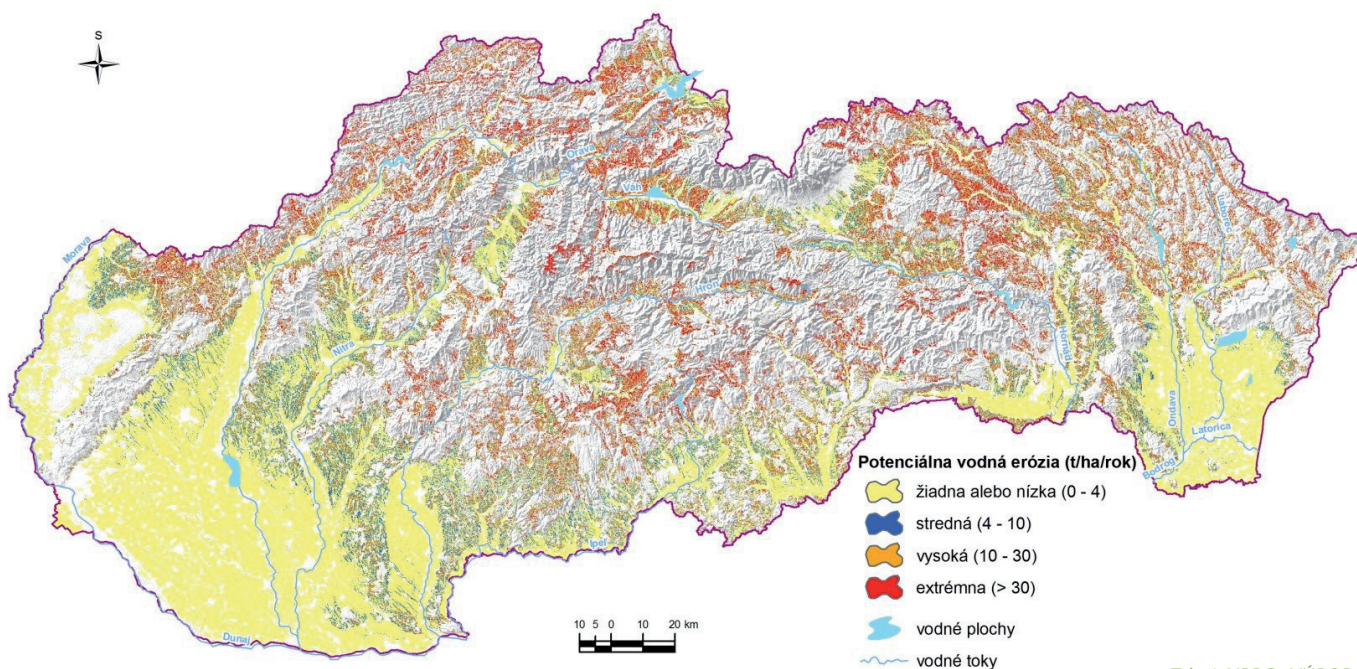 S
Morava
Orava
Váh
Laborec
Hron
Nitra
Hornád
Ondava
Latorica
Bodrog
Ipeľ
Dunaj
Potenciálna vodná erózia (t/ha/rok)
žiadna alebo nízka (0 - 4)
stredná (4 - 10)
vysoká (10 - 30)
extrémna (> 30)
10 5 0 10 20 km
vodné plochy
vodné toky